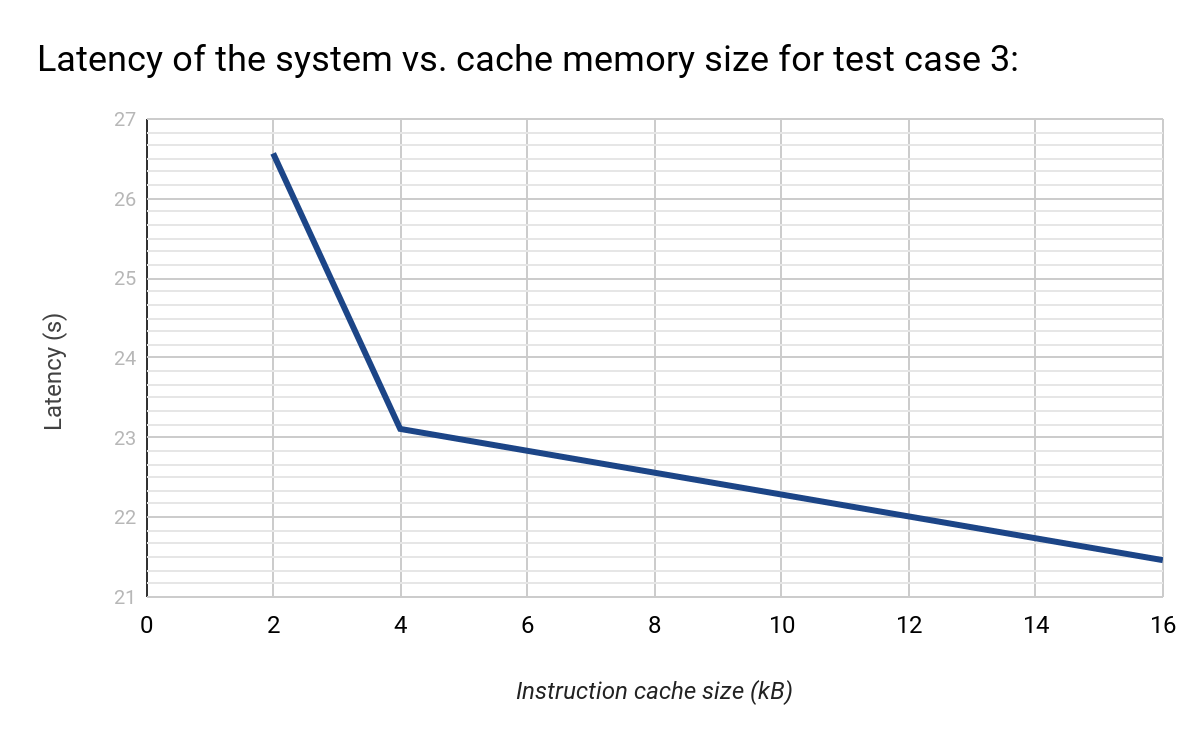 Latency of the system vs. cache memory size for test case 3:
27
26
25
24
23
22
21
Latency (s)
0 2 4 6 8 10 12 14 16
Instruction cache size (kB)